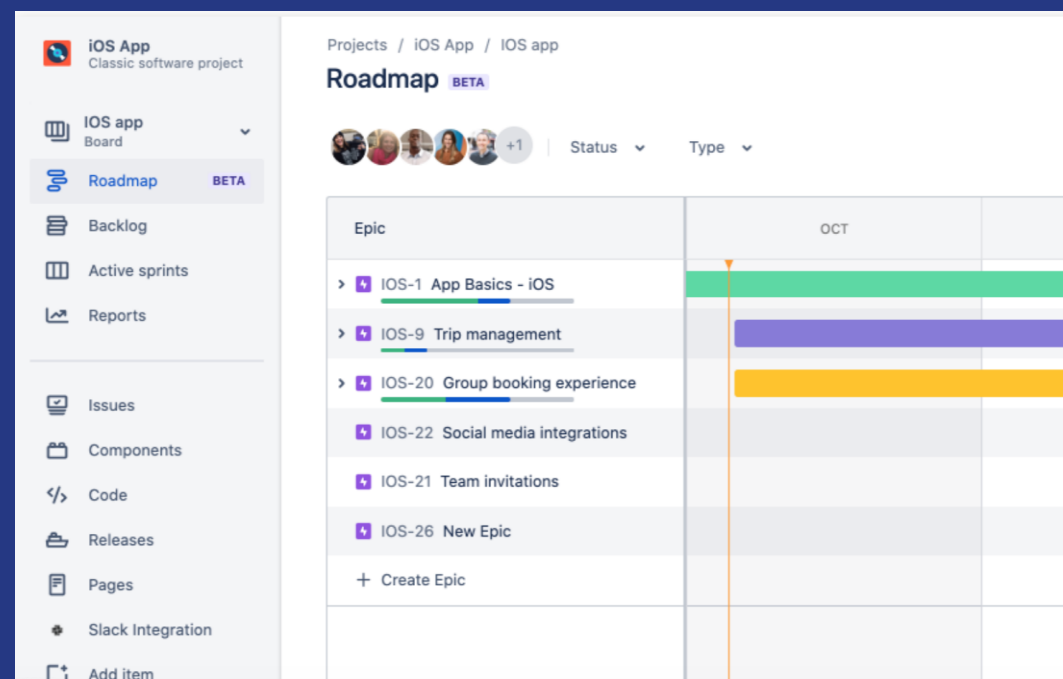 iOS App
Classic software project
IOS app
Board
Roadmap BETA
Backlog
Active sprints
Reports
Issues
Components
Code
Releases
Pages
Slack Integration
Add item
Projects / iOS App / IOS app
Roadmap BETA
+1 Status Type
Epic OCT
IOS-1 App Basics - iOS
IOS-9 Trip management
IOS-20 Group booking experience
IOS-22 Social media integrations
IOS-21 Team invitations
IOS-26 New Epic
+ Create Epic